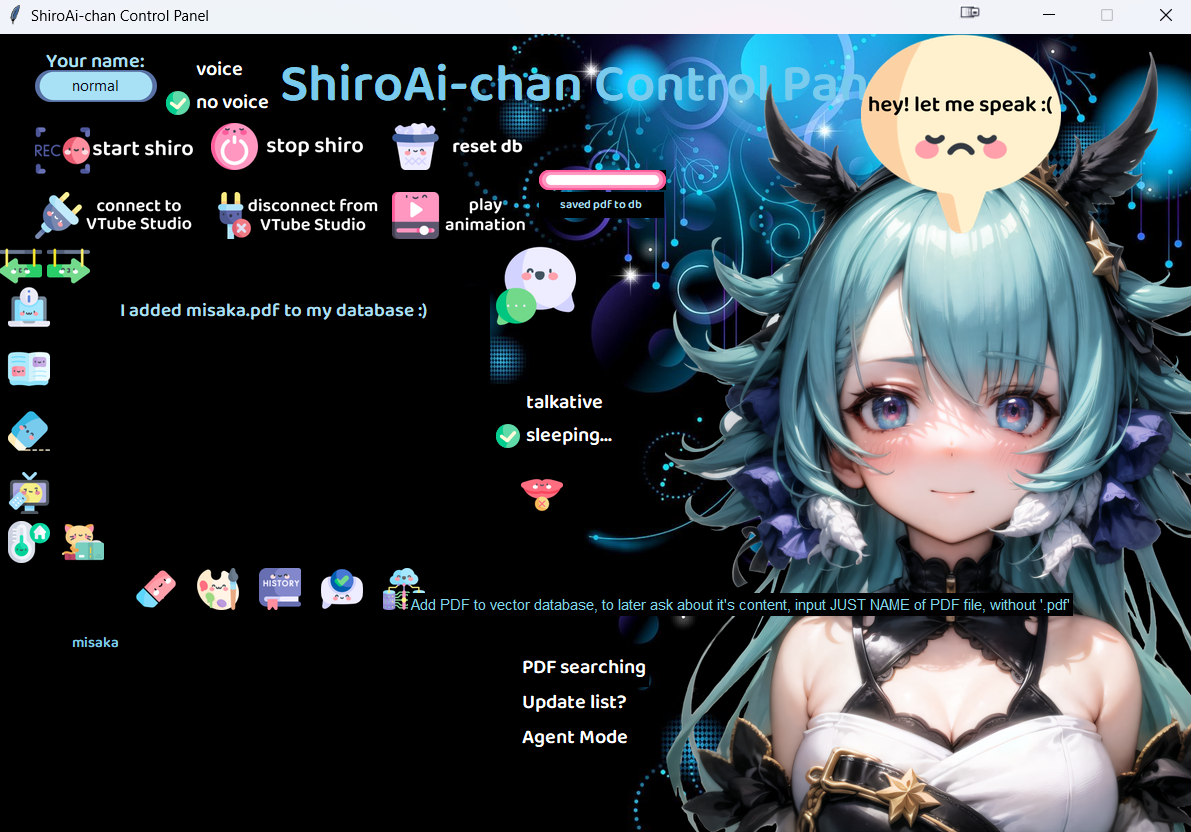 ShiroAi-chan Control Panel
Your name:
normal
voice
no voice
ShiroAi-chan Control Pan
hey! let me speak :(
REC
start shiro
stop shiro
reset db
saved pdf to db
connect to
VTube Studio
disconnect from
VTube Studio
play
animation
I added misaka.pdf to my database :)
talkative
sleeping...
HISTORY
Add PDF to vector database, to later ask about it's content, input JUST NAME of PDF file, without '.pdf'
misaka
PDF searching
Update list?
Agent Mode